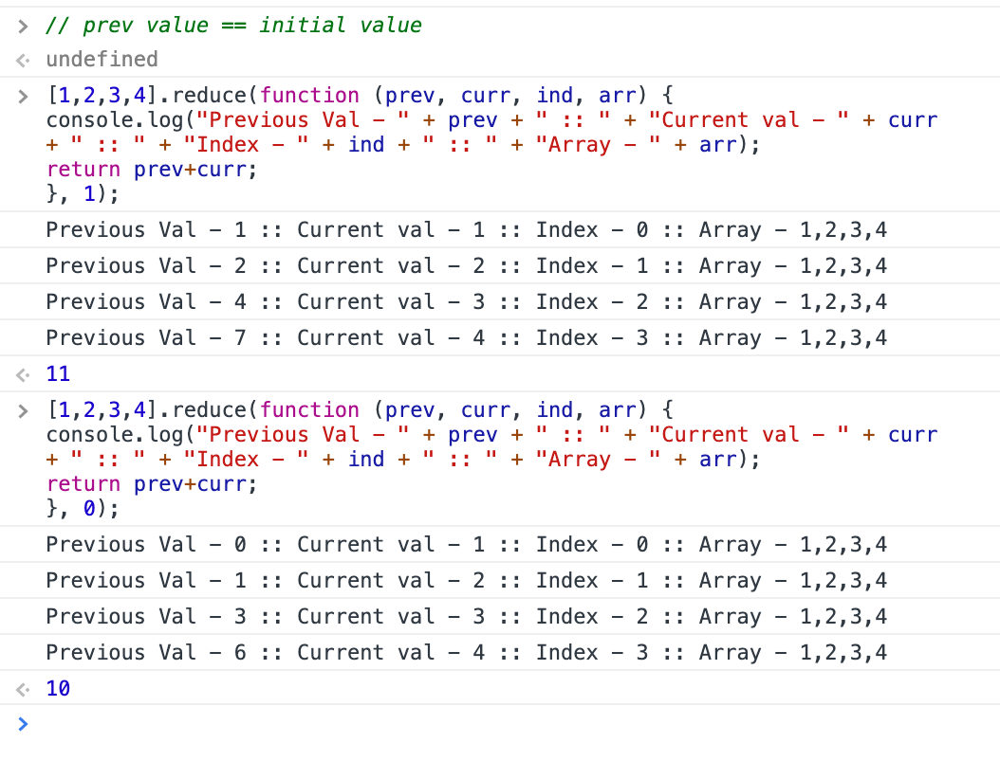 > // prev value == initial value
<· undefined
> [1,2,3,4].reduce(function (prev, curr, ind, arr) {
console.log("Previous Val – " + prev + " :: " + "Current val – " + curr
+ " :: " + "Index – " + ind + " :: " + "Array – " + arr);
return prev+curr;
}, 1);
Previous Val – 1 :: Current val – 1 :: Index – 0 :: Array – 1,2,3,4
Previous Val – 2 :: Current val – 2 :: Index – 1 :: Array – 1,2,3,4
Previous Val – 4 :: Current val – 3 :: Index – 2 :: Array – 1,2,3,4
Previous Val – 7 :: Current val – 4 :: Index – 3 :: Array – 1,2,3,4
<· 11
> [1,2,3,4].reduce(function (prev, curr, ind, arr) {
console.log("Previous Val – " + prev + " :: " + "Current val – " + curr
+ " :: " + "Index – " + ind + " :: " + "Array – " + arr);
return prev+curr;
}, 0);
Previous Val – 0 :: Current val – 1 :: Index – 0 :: Array – 1,2,3,4
Previous Val – 1 :: Current val – 2 :: Index – 1 :: Array – 1,2,3,4
Previous Val – 3 :: Current val – 3 :: Index – 2 :: Array – 1,2,3,4
Previous Val – 6 :: Current val – 4 :: Index – 3 :: Array – 1,2,3,4
<· 10
>